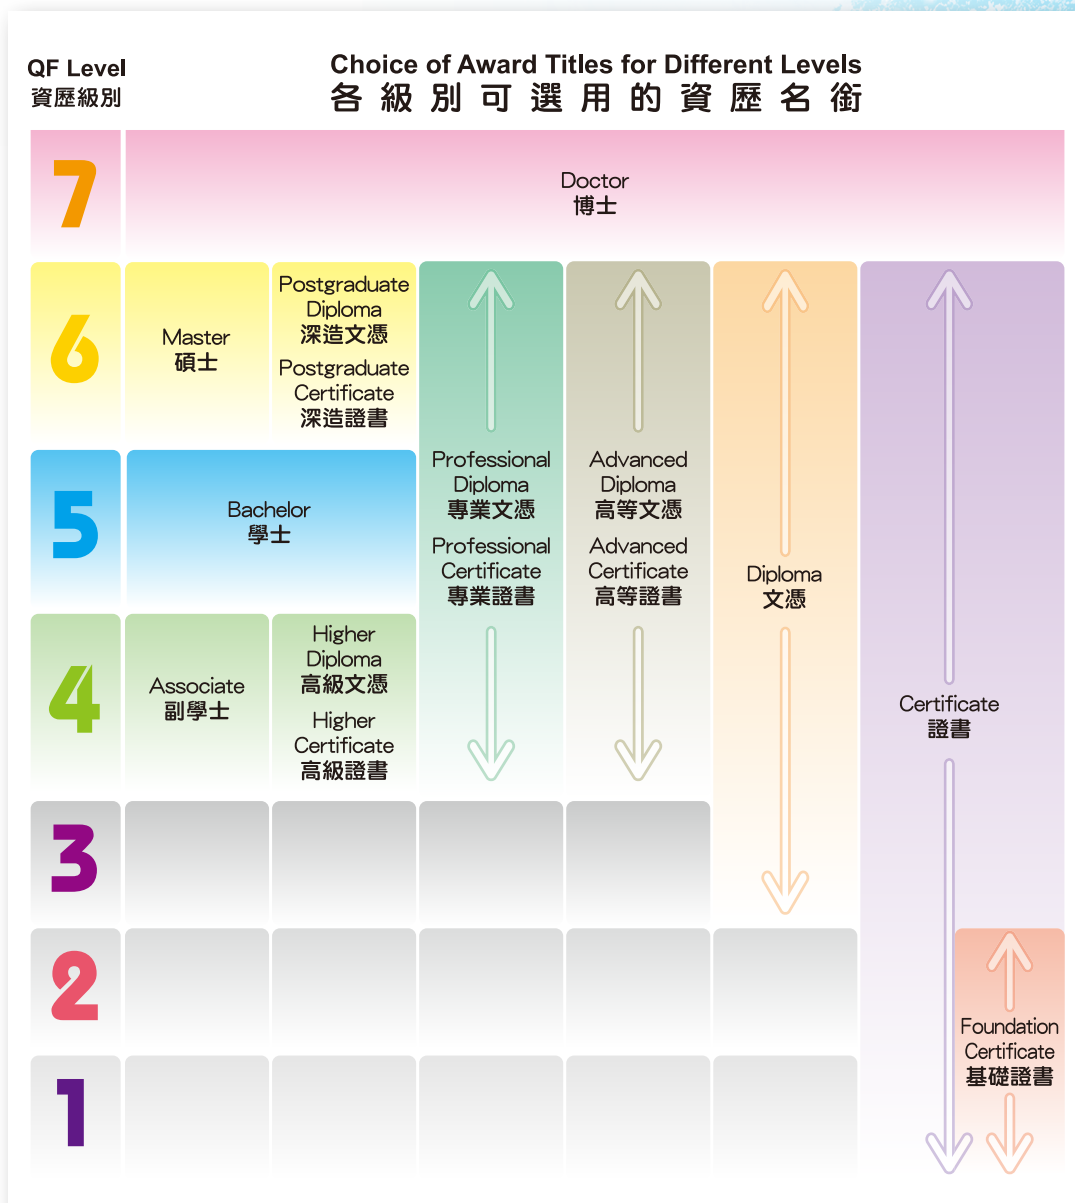 QF Level
資歷級別
Choice of Award Titles for Different Levels
各級別可選用的資歷名銜
7
Doctor
博士
6
Master
碩士
Postgraduate
Diploma
深造文憑
Postgraduate
Certificate
深造證書
5
Bachelor
學士
Professional
Diploma
專業文憑
Professional
Certificate
專業證書
Advanced
Diploma
高等文憑
Advanced
Certificate
高等證書
Diploma
文憑
4
Associate
副學士
Higher
Diploma
高級文憑
Higher
Certificate
高級證書
Certificate
證書
3
2
Foundation
Certificate
基礎證書
1